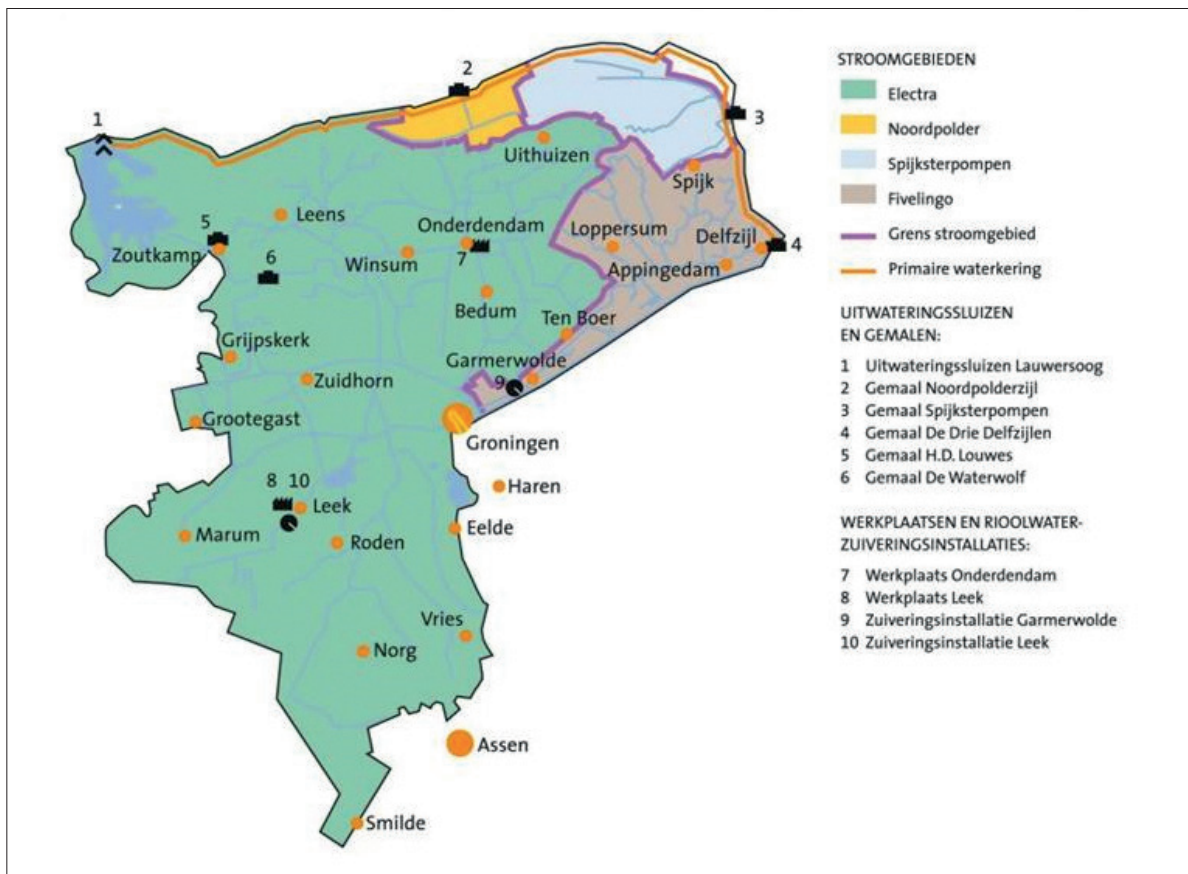 1
2
3
Uithuizen
Spijk
Leens
5
Onderdendam
Loppersum
Delfzijl
4
Zoutkamp
6
Winsum
7
Appingedam
Bedum
Ten Boer
Grijpskerk
Garmerwolde
Zuidhorn
9
Grootegast
Groningen
8 10
Haren
Leek
Marum
Roden
Eelde
Vries
Norg
Assen
Smilde
STROOMGEBIEDEN
Electra
Noordpolder
Spijksterpompen
Fivelingo
Grens stroomgebied
Primaire waterkering
UITWATERINGSSLUIZEN
EN GEMALEN:
1 Uitwateringssluizen Lauwersoog
2 Gemaal Noordpolderzijl
3 Gemaal Spijksterpompen
4 Gemaal De Drie Delfzijlen
5 Gemaal H.D. Louwes
6 Gemaal De Waterwolf
WERKPLAATSEN EN RIOOLWATER-
ZUIVERINGSINSTALLATIES:
7 Werkplaats Onderdendam
8 Werkplaats Leek
9 Zuiveringsinstallatie Garmerwolde
10 Zuiveringsinstallatie Leek